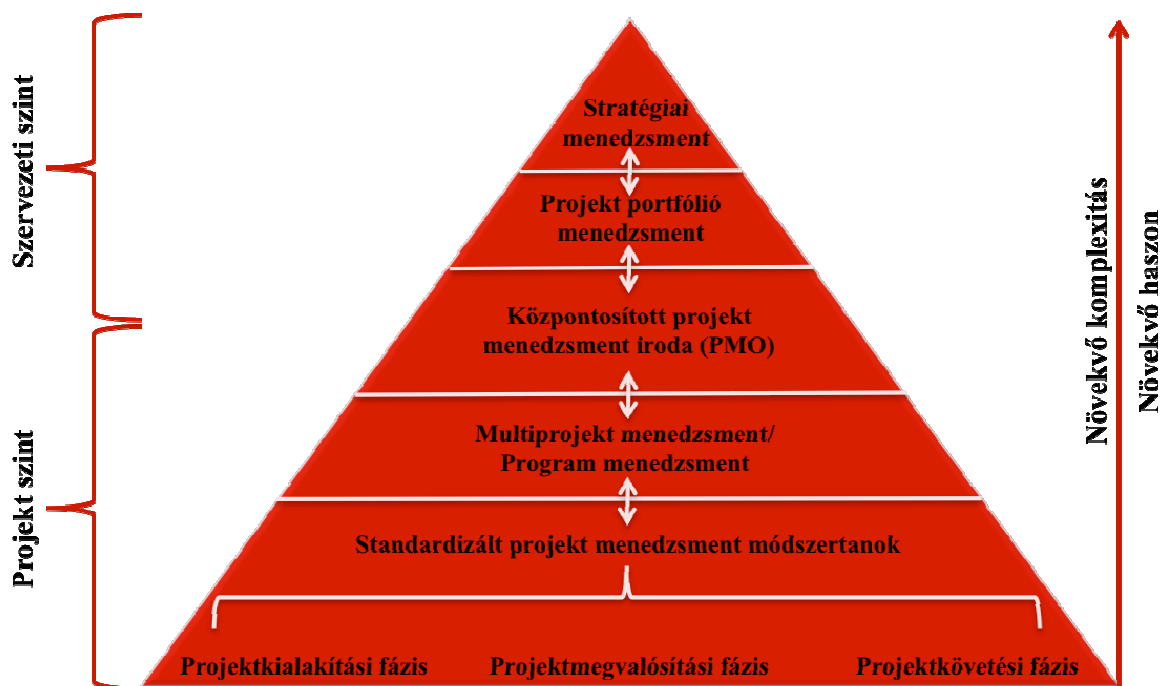 Stratégiai
menedzsment
Projekt portfólió
menedzsment
Központosított projekt
menedzsment iroda (PMO)
Multiprojekt menedzsment/
Program menedzsment
Standardizált projekt menedzsment módszertanok
Projektkialakítási fázis
Projektmegvalósítási fázis
Projektkövetési fázis
Szervezeti szint
Projekt szint
Növekvő komplexitás
Növekvő haszon